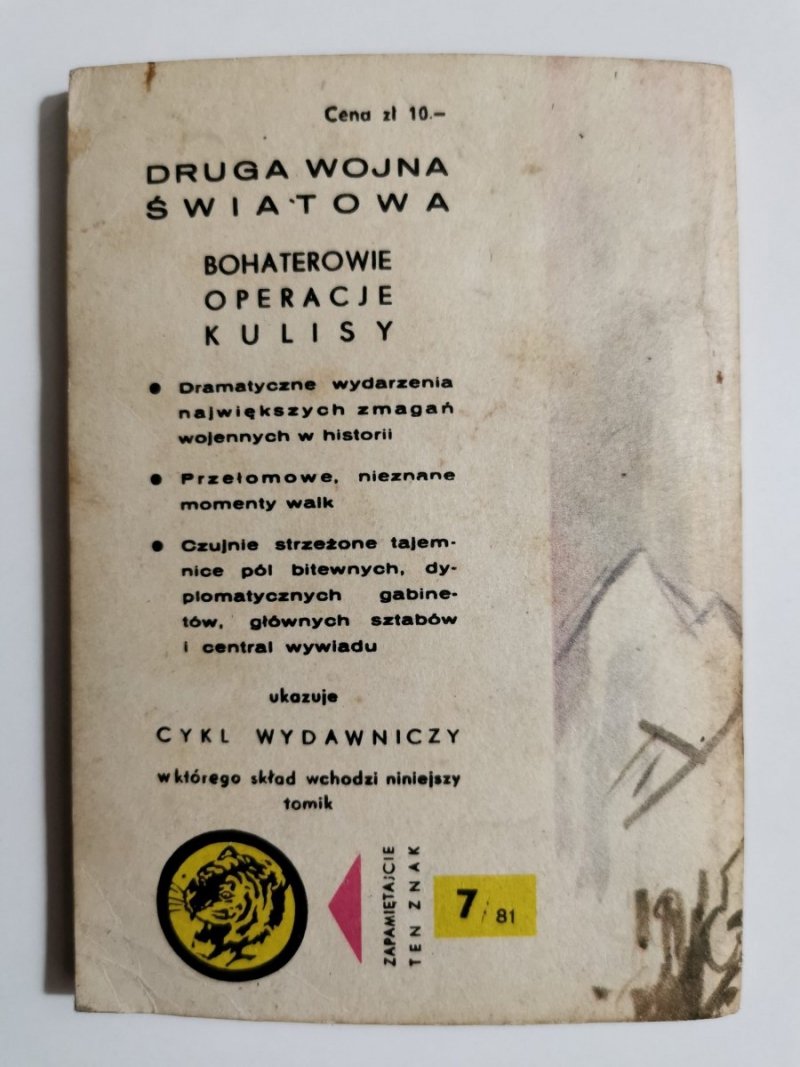 Cena zł 10.–
DRUGA WOJNA
ŚWIATOWA
BOHATEROWIE
OPERACJE
KULISY
• Dramatyczne wydarzenia
największych zmagań
wojennych w historii
• Przełomowe, nieznane
momenty walk
• Czujnie strzeżone tajem-
nice pól bitewnych, dy-
plomatycznych gabine-
tów, głównych sztabów
i central wywiadu
ukazuje
CYKL WYDAWNICZY
w którego skład wchodzi niniejszy
tomik
ZAPAMIĘTAJCIE
TEN ZNAK
7/81